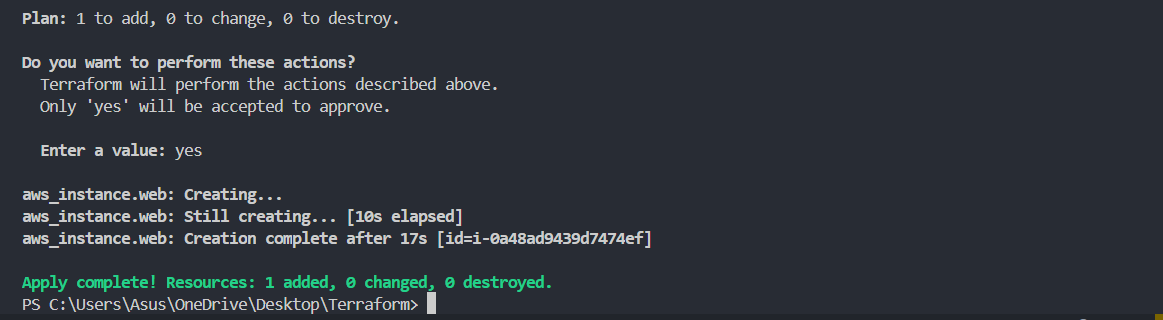 Plan: 1 to add, 0 to change, 0 to destroy.
Do you want to perform these actions?
Terraform will perform the actions described above.
Only 'yes' will be accepted to approve.
Enter a value: yes
aws_instance.web: Creating...
aws_instance.web: Still creating... [10s elapsed]
aws_instance.web: Creation complete after 17s [id=i-0a48ad9439d7474ef]
Apply complete! Resources: 1 added, 0 changed, 0 destroyed.
PS C:\Users\Asus\OneDrive\Desktop\Terraform>